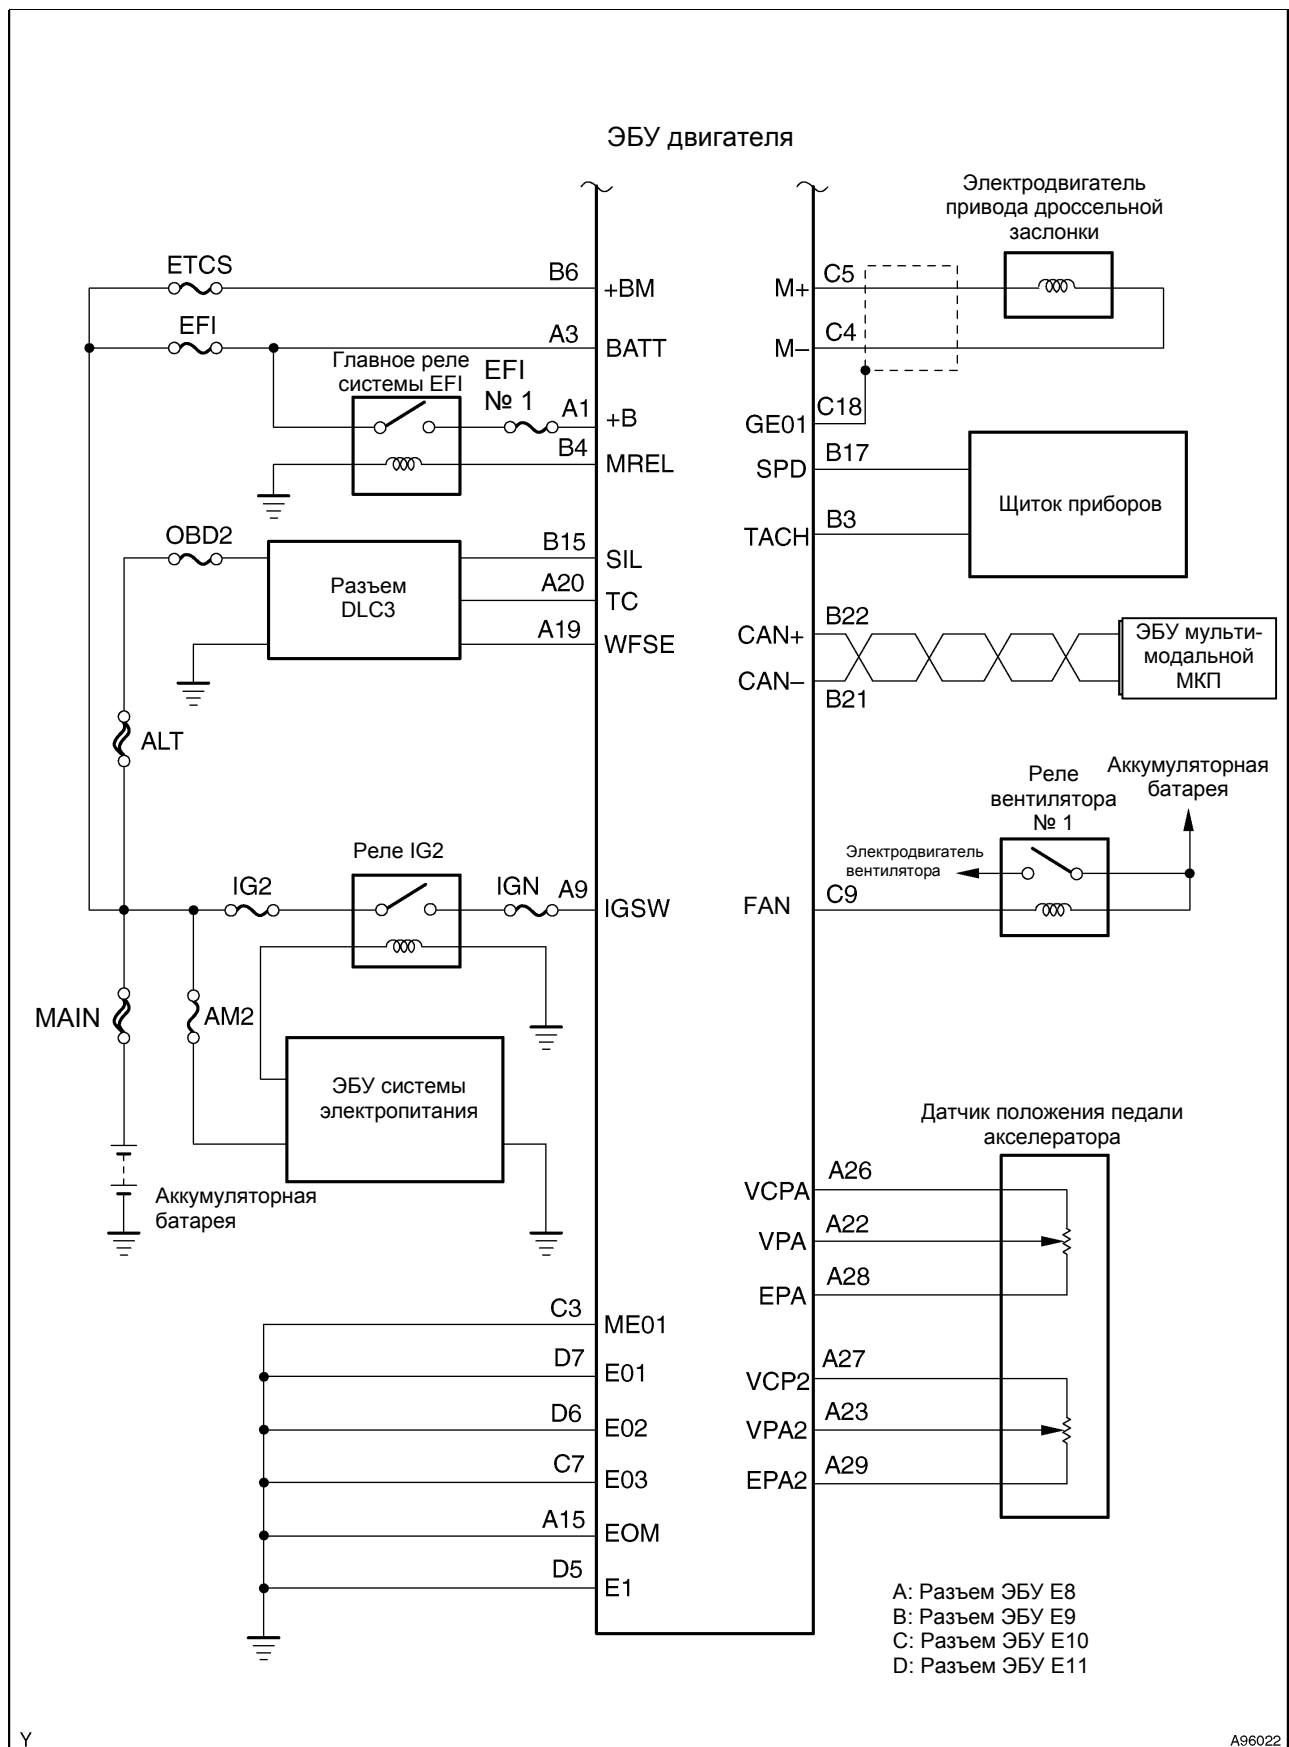 ЭБУ двигателя
Электродвигатель
привода дроссельной
заслонки
ETCS
B6
+BM
M+
C5
EFI
A3
BATT
M–
C4
Главное реле
системы EFI
EFI
№ 1
A1
+B
GE01
C18
B4
MREL
SPD
B17
Щиток приборов
OBD2
B15
SIL
TACH
B3
Разъем
DLC3
A20
TC
A19
WFSE
CAN+
B22
CAN–
B21
ЭБУ мульти-
модальной
МКП
ALT
Реле
вентилятора
№ 1
Аккумуляторная
батарея
Электродвигатель
вентилятора
Реле IG2
IG2
IGN
A9
IGSW
FAN
C9
MAIN
AM2
ЭБУ системы
электропитания
Аккумуляторная
батарея
Датчик положения педали
акселератора
VCPA
A26
VPA
A22
EPA
A28
VCP2
A27
VPA2
A23
EPA2
A29
C3
ME01
D7
E01
D6
E02
C7
E03
A15
EOM
D5
E1
A: Разъем ЭБУ E8
B: Разъем ЭБУ E9
C: Разъем ЭБУ E10
D: Разъем ЭБУ E11
Y
A96022